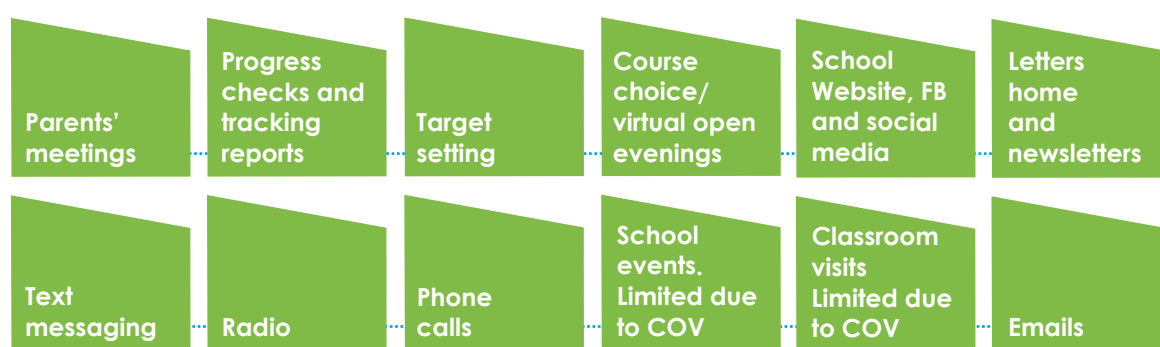 Parents’
meetings
Progress
checks and
tracking
reports
Target
setting
Course
choice/
virtual open
evenings
School
Website, FB
and social
media
Letters
home
and
newsletters
Text
messaging
Radio
Phone
calls
School
events.
Limited due
to COV
Classroom
visits
Limited due
to COV
Emails